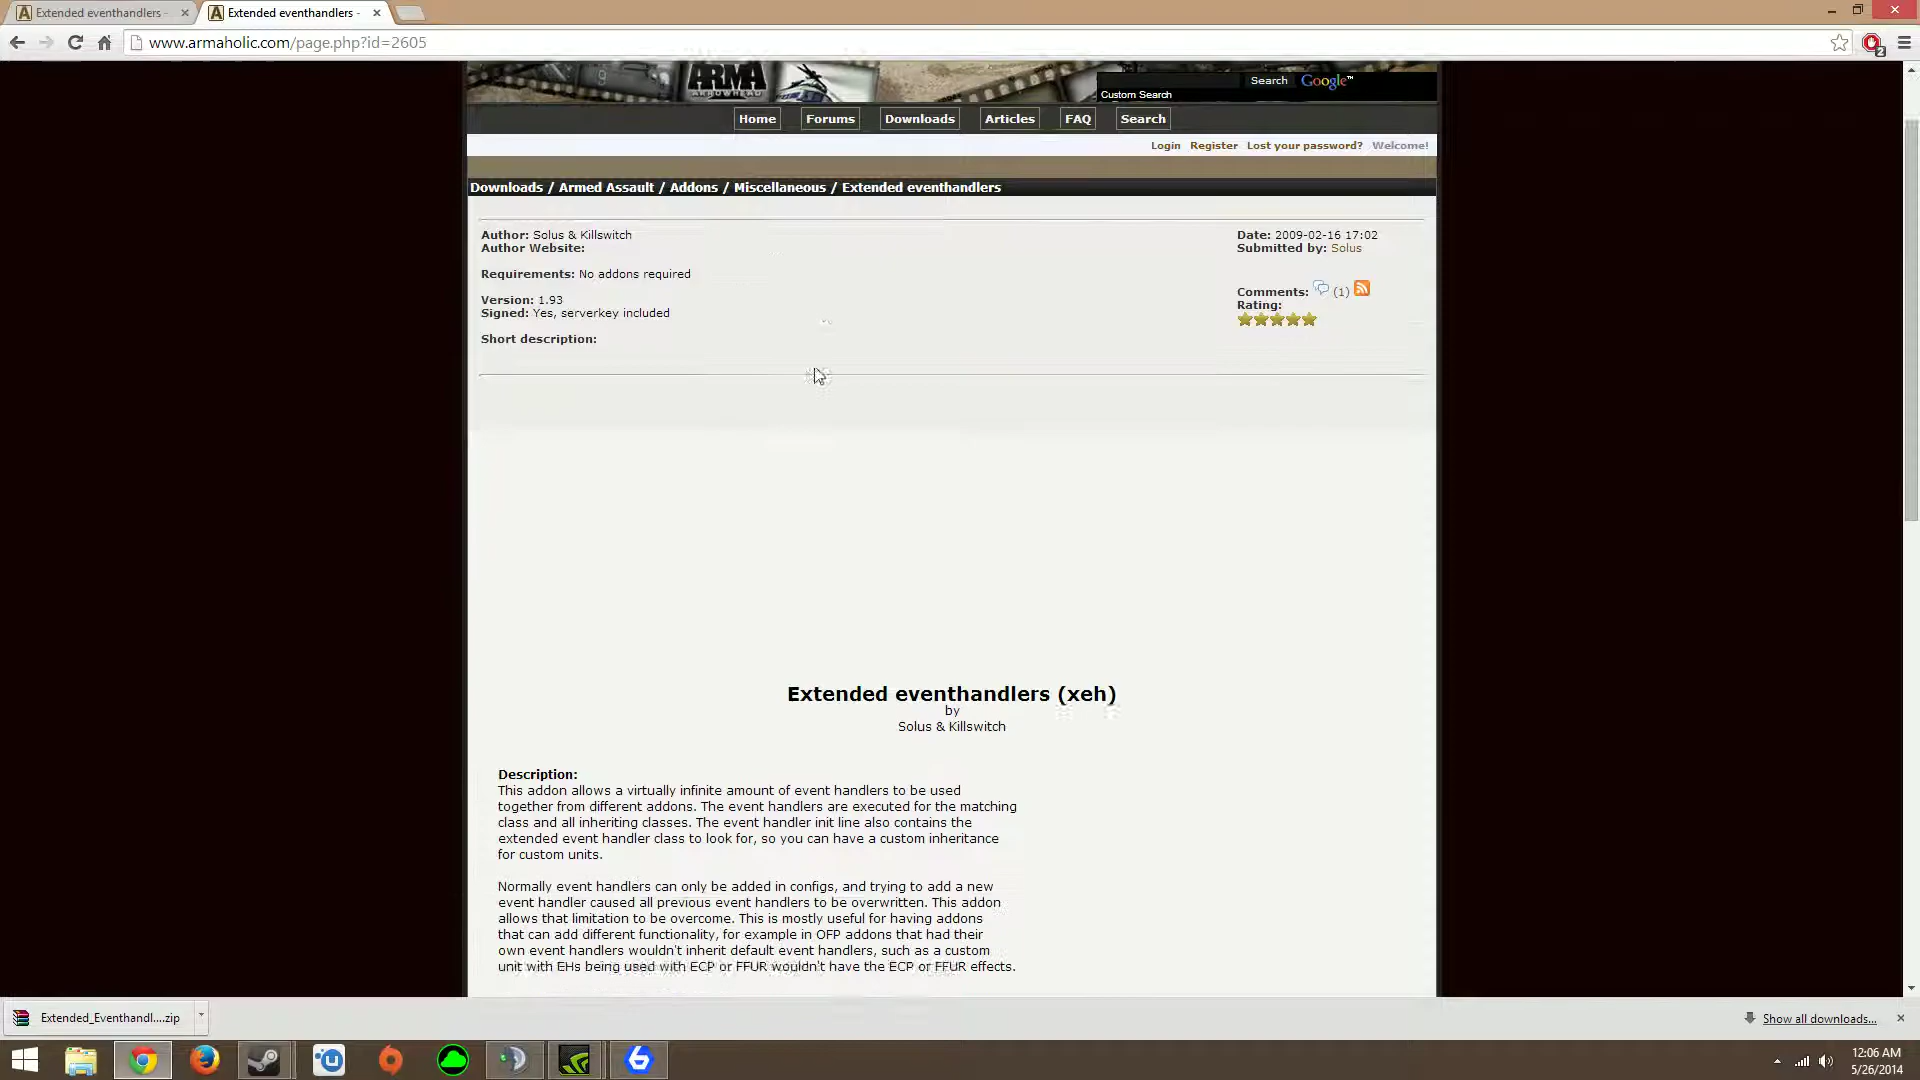 Extended eventhandlers -
Extended eventhandlers -
www.armaholic.com/page.php?id=2605
2
ARMA
ARROWHEAD
Search Google™
Custom Search
Home Forums Downloads Articles FAQ Search
Login Register Lost your password? Welcome!
Downloads / Armed Assault / Addons / Miscellaneous / Extended eventhandlers
Author: Solus & Killswitch
Author Website:
Requirements: No addons required
Version: 1.93
Signed: Yes, serverkey included
Short description:
Date: 2009-02-16 17:02
Submitted by: Solus
Comments: (1)
Rating:
Extended eventhandlers (xeh)
by
Solus & Killswitch
Description:
This addon allows a virtually infinite amount of event handlers to be used
together from different addons. The event handlers are executed for the matching
class and all inheriting classes. The event handler init line also contains the
extended event handler class to look for, so you can have a custom inheritance
for custom units.
Normally event handlers can only be added in configs, and trying to add a new
event handler caused all previous event handlers to be overwritten. This addon
allows that limitation to be overcome. This is mostly useful for having addons
that can add different functionality, for example in OFP addons that had their
own event handlers wouldn't inherit default event handlers, such as a custom
unit with EHs being used with ECP or FFUR wouldn't have the ECP or FFUR effects.
Extended_Eventhandl....zip
Show all downloads...
12:06 AM
5/26/2014